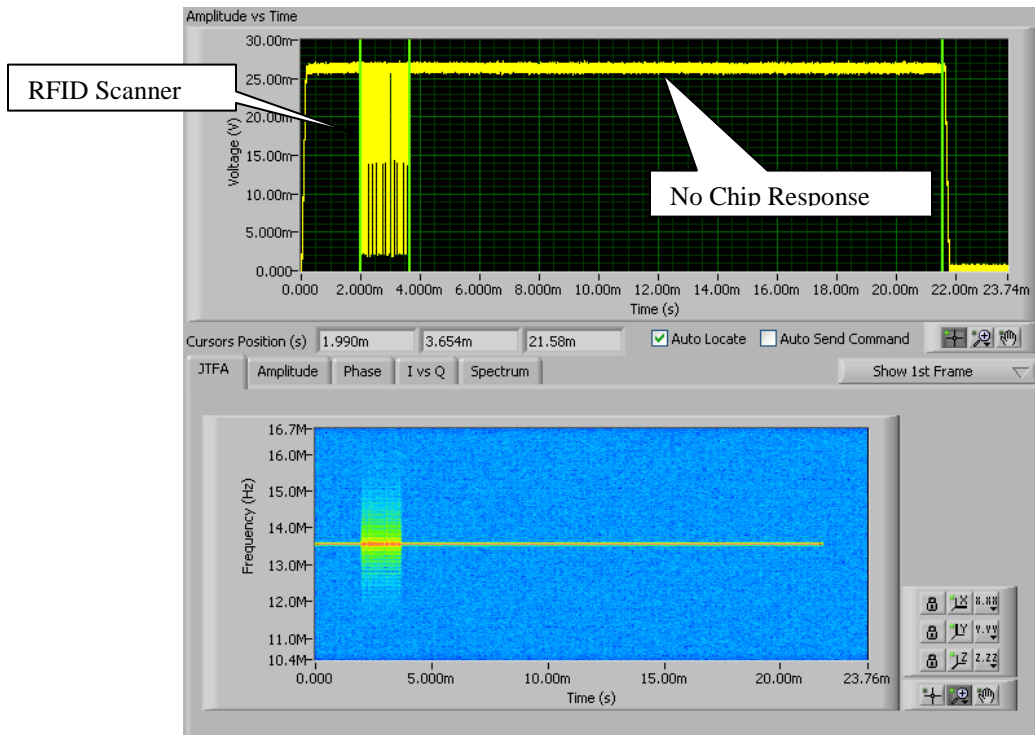 Amplitude vs Time
30.00m
25.00m
20.00m
15.00m
10.00m
5.000m
0.000
Voltage (V)
RFID Scanner
No Chip Response
0.000 2.000m 4.000m 6.000m 8.000m 10.00m 12.00m 14.00m 16.00m 18.00m 20.00m 22.00m 23.74m
Time (s)
Cursors Position (s) 1.990m 3.654m 21.58m Auto Locate Auto Send Command
JTFA Amplitude Phase I vs Q Spectrum Show 1st Frame
16.7M
16.0M
15.0M
14.0M
13.0M
12.0M
11.0M
10.4M
Frequency (Hz)
0.000 5.000m 10.00m 15.00m 20.00m 23.76m
Time (s)
X X.XX
Y Y.YY
Z Z.ZZ